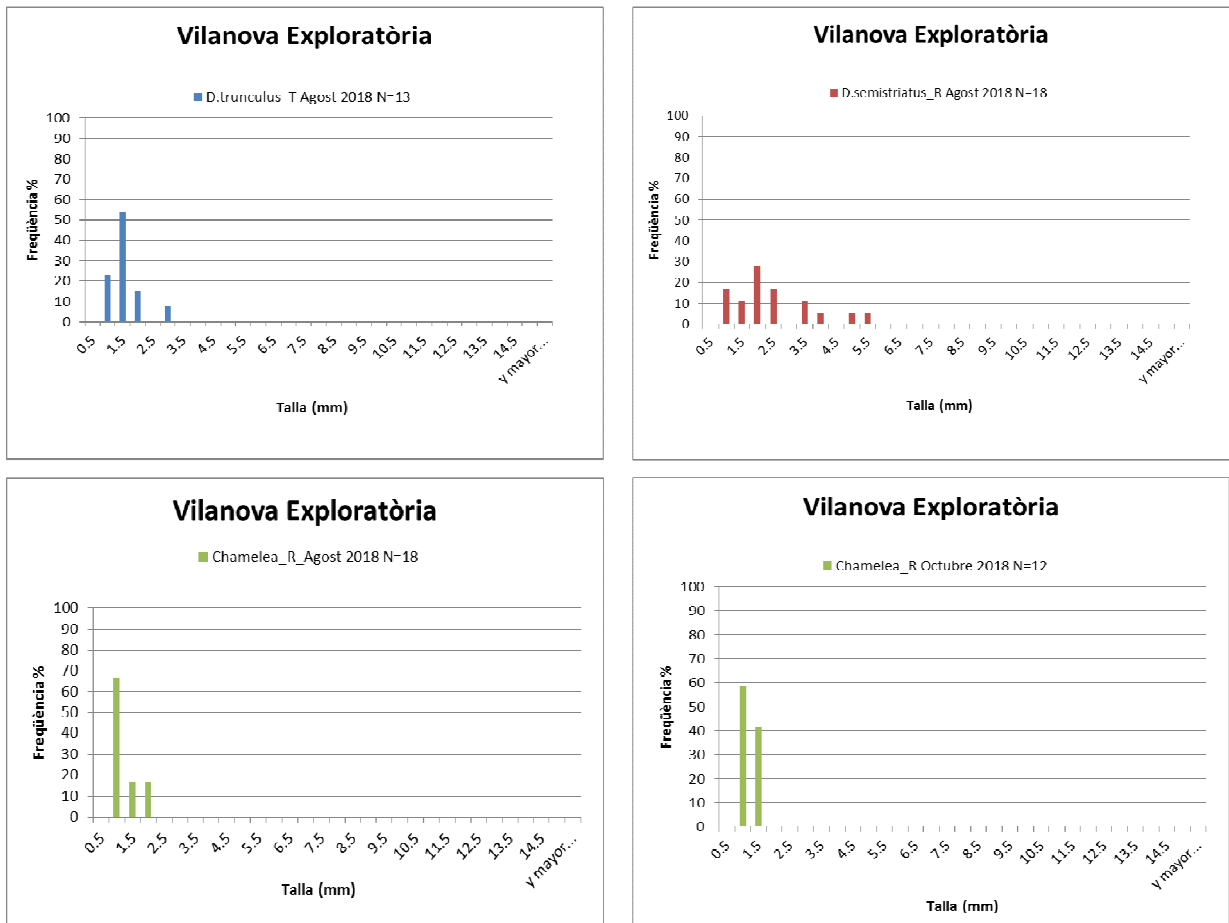 Vilanova Exploratòria
D.trunculus_T Agost 2018 N=13
Freqüència %
100
90
80
70
60
50
40
30
20
10
0
0.5 1.5 2.5 3.5 4.5 5.5 6.5 7.5 8.5 9.5 10.5 11.5 12.5 13.5 14.5 y mayor...
Talla (mm)
Vilanova Exploratòria
D.semistriatus_R Agost 2018 N=18
Freqüència %
100
90
80
70
60
50
40
30
20
10
0
0.5 1.5 2.5 3.5 4.5 5.5 6.5 7.5 8.5 9.5 10.5 11.5 12.5 13.5 14.5 y mayor...
Talla (mm)
Vilanova Exploratòria
Chamelea_R_Agost 2018 N=18
Freqüència %
100
90
80
70
60
50
40
30
20
10
0
0.5 1.5 2.5 3.5 4.5 5.5 6.5 7.5 8.5 9.5 10.5 11.5 12.5 13.5 14.5 y mayor...
Talla (mm)
Vilanova Exploratòria
Chamelea_R Octubre 2018 N=12
Freqüència %
100
90
80
70
60
50
40
30
20
10
0
0.5 1.5 2.5 3.5 4.5 5.5 6.5 7.5 8.5 9.5 10.5 11.5 12.5 13.5 14.5 y mayor...
Talla (mm)